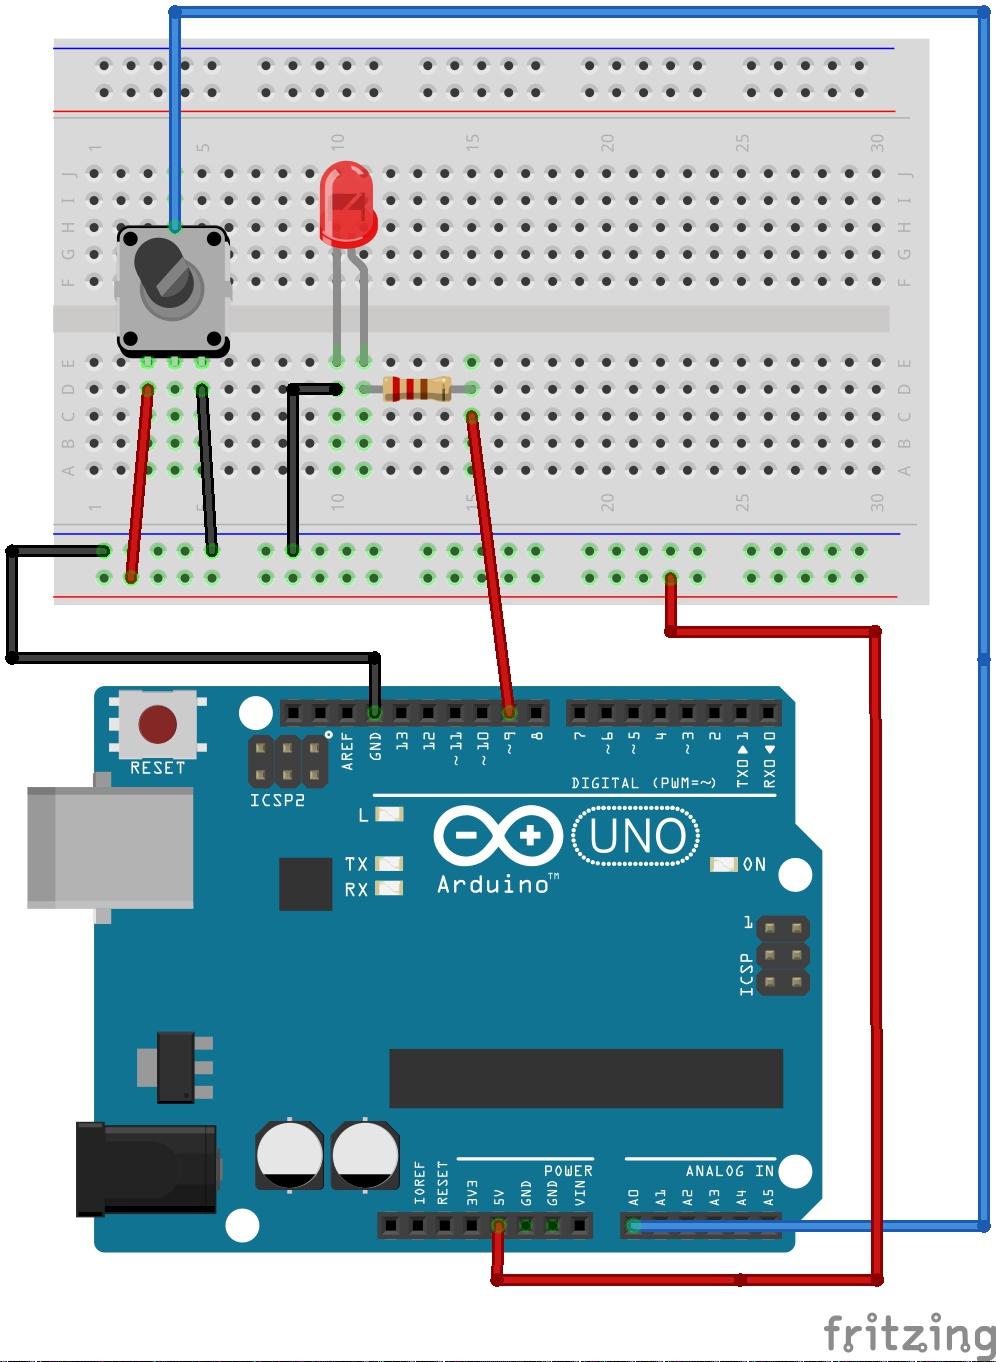 1 5 10 15 20 25 30
J J
I I
H H
G G
F F
E E
D D
C C
B B
A A
1 5 10 15 20 25 30
RESET
ICSP2
AREF
GND
13
12
~11
~10
~9
8
7
~6
~5
4
~3
2
TX0▶1
RX0◀0
DIGITAL (PWM=~)
L
TX
RX
UNO
Arduino™
ON
1
ICSP
IOREF
RESET
3V3
5V
GND
GND
VIN
POWER
ANALOG IN
A0
A1
A2
A3
A4
A5
fritzing